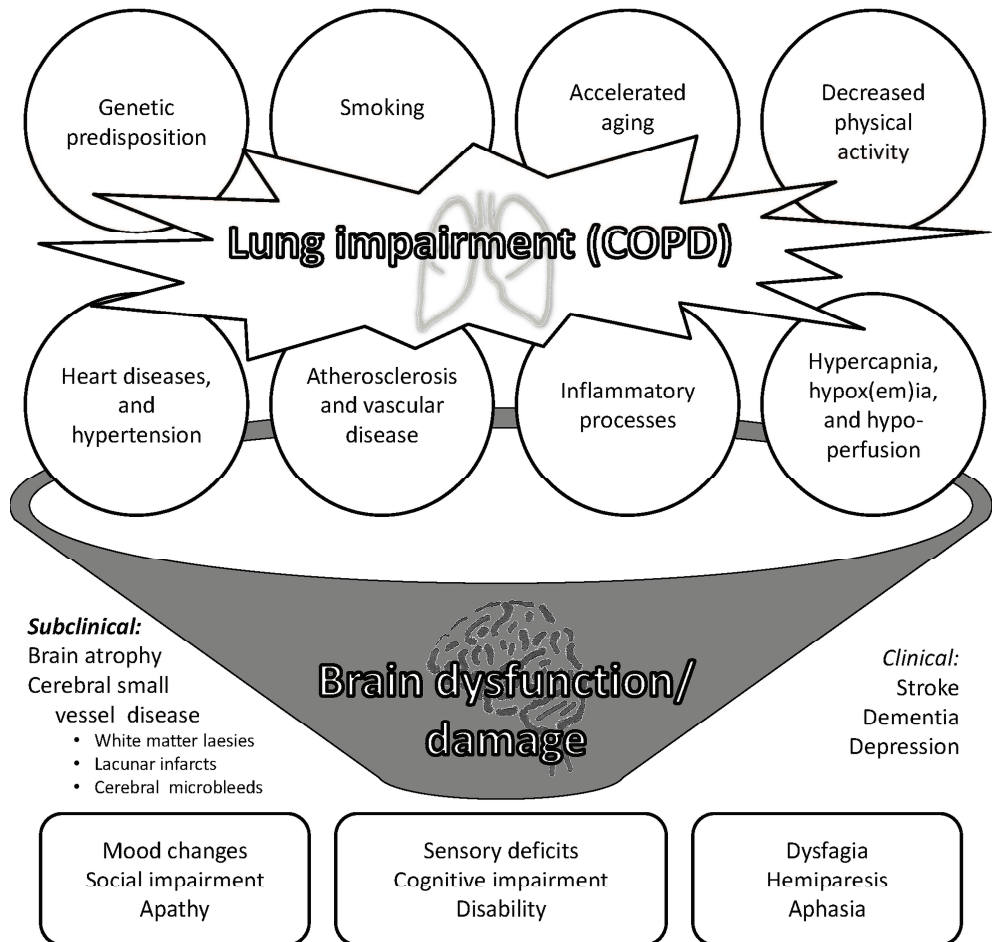 Genetic
predisposition
Smoking
Accelerated
aging
Decreased
physical
activity
Lung impairment (COPD)
Heart diseases,
and
hypertension
Atherosclerosis
and vascular
disease
Inflammatory
processes
Hypercapnia,
hypox(em)ia,
and hypo-
perfusion
Subclinical:
Brain atrophy
Cerebral small
vessel disease
• White matter laesies
• Lacunar infarcts
• Cerebral microbleeds
Brain dysfunction/
damage
Clinical:
Stroke
Dementia
Depression
Mood changes
Social impairment
Apathy
Sensory deficits
Cognitive impairment
Disability
Dysfagia
Hemiparesis
Aphasia